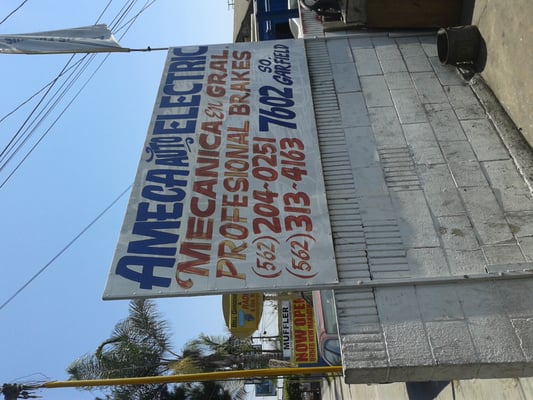 AMECA AUTO ELECTRIC
MECANICA EN GRAL.
PROFESIONAL BRAKES
(562) 204-0251
(562) 313-4163
7602 SO. GARFIELD
MUFFLER
NOW OPEN